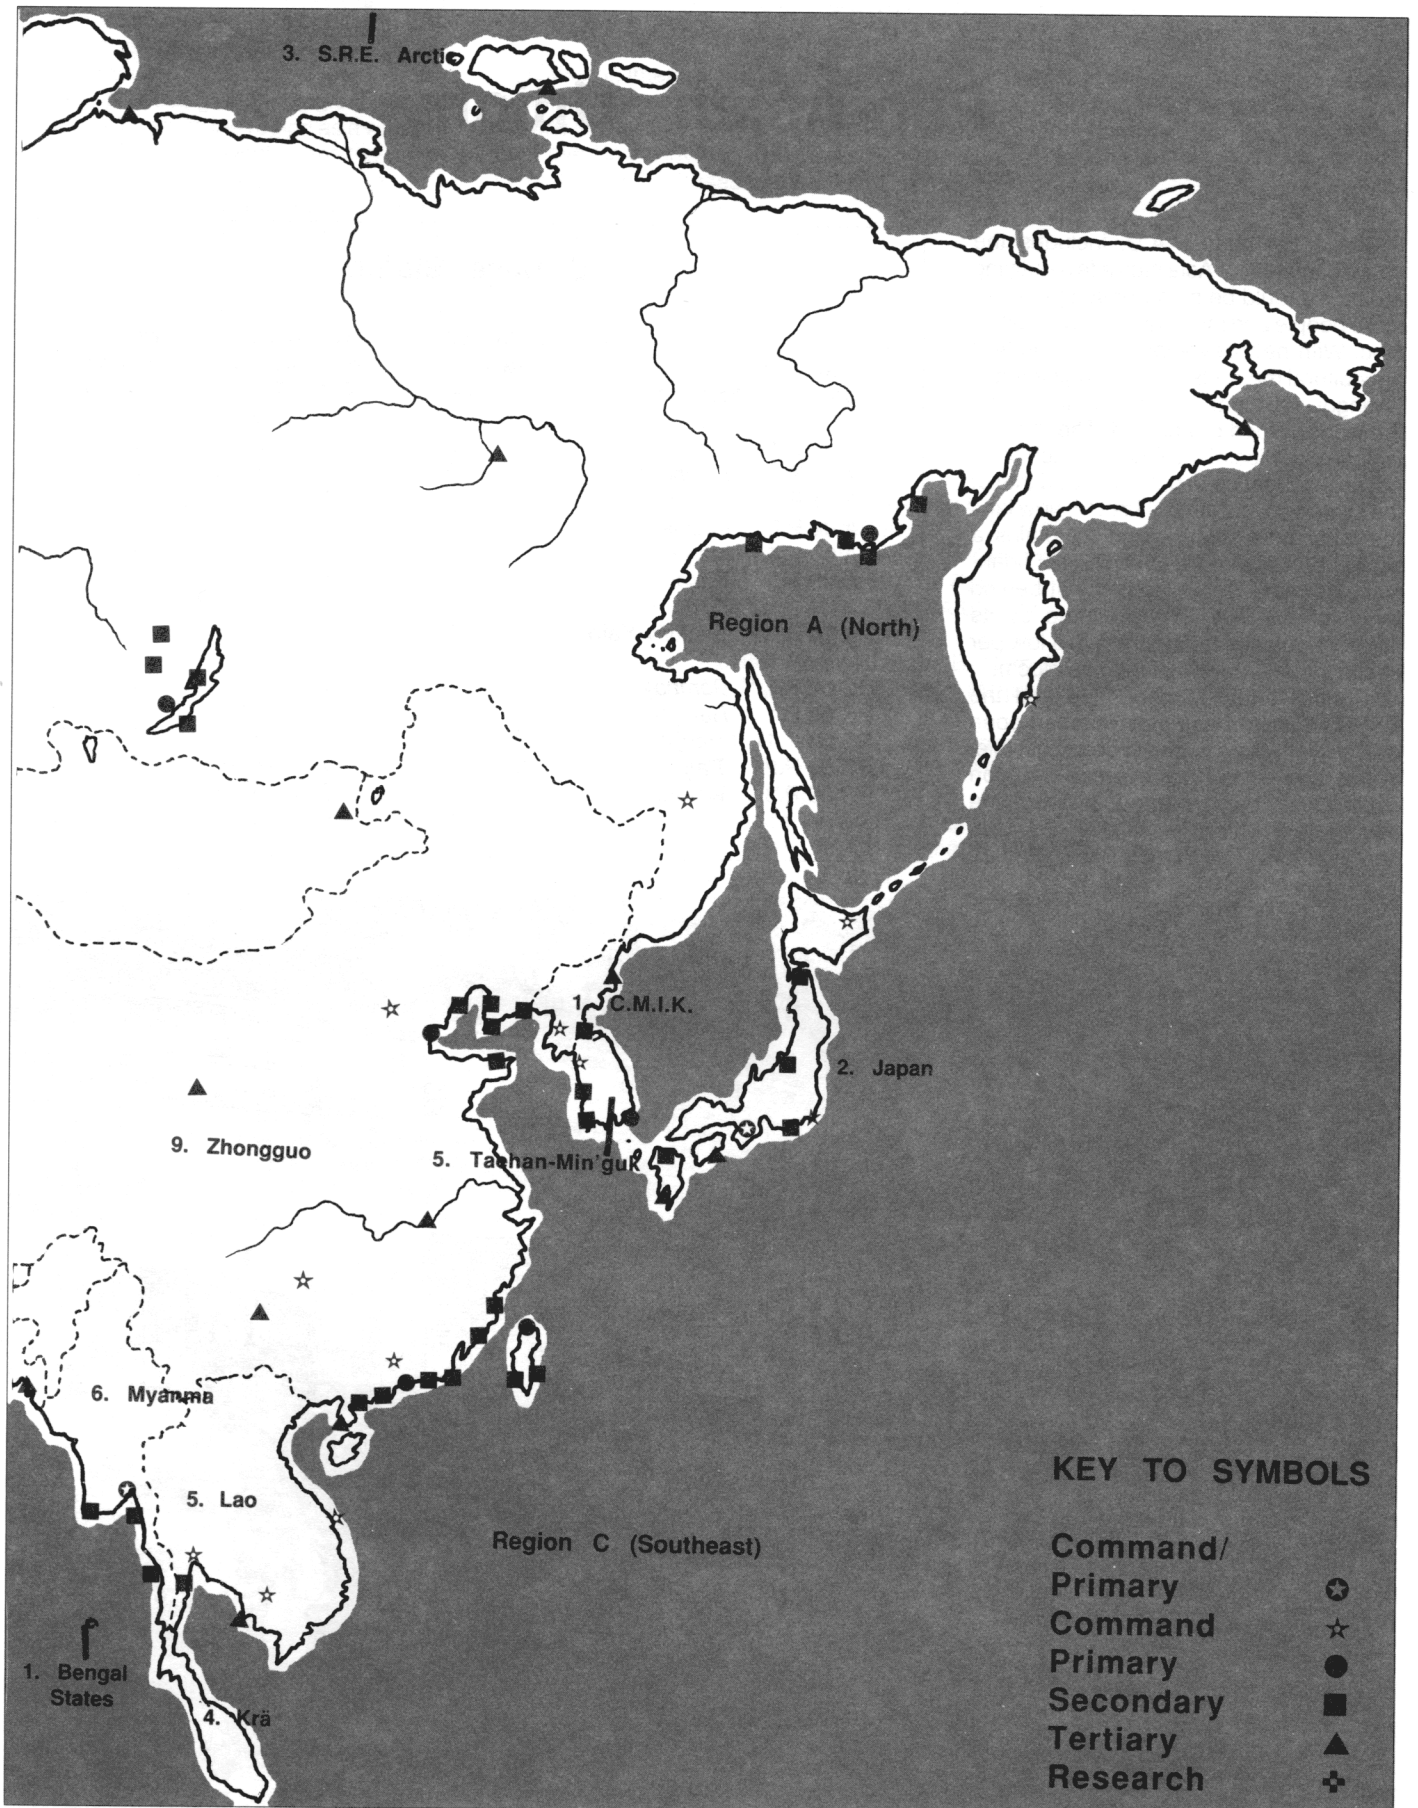 3. S.R.E. Arctic
Region A (North)
1. C.M.I.K.
2. Japan
9. Zhongguo
5. Taehan-Min'guk
6. Myanma
5. Lao
Region C (Southeast)
1. Bengal
States
4. Krä
KEY TO SYMBOLS
Command/
Primary
Command
Primary
Secondary
Tertiary
Research